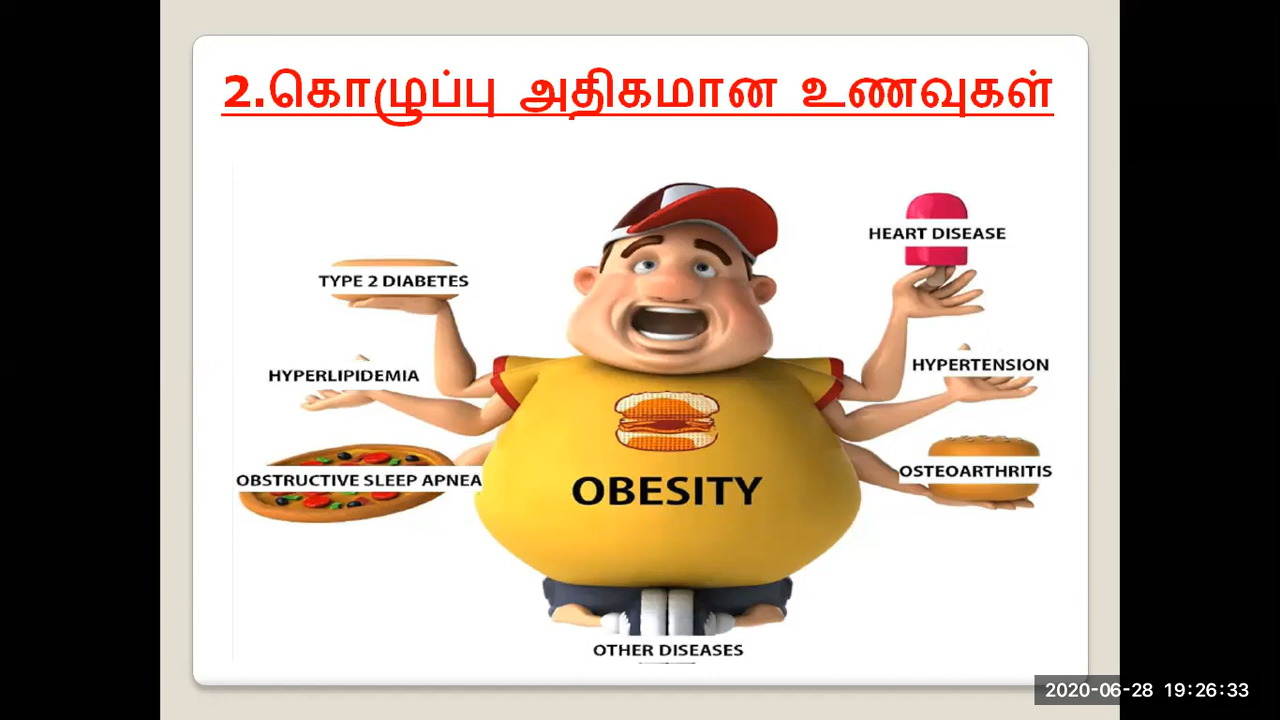 2.கொழுப்பு அதிகமான உணவுகள்
HEART DISEASE
TYPE 2 DIABETES
HYPERTENSION
HYPERLIPIDEMIA
OSTEOARTHRITIS
OBSTRUCTIVE SLEEP APNEA
OBESITY
OTHER DISEASES
2020-06-28 19:26:33